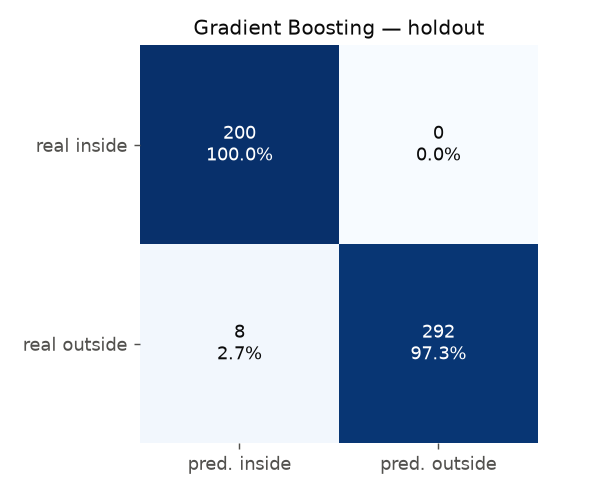 Gradient Boosting — holdout
real inside
200
100.0%
0
0.0%
real outside
8
2.7%
292
97.3%
pred. inside
pred. outside